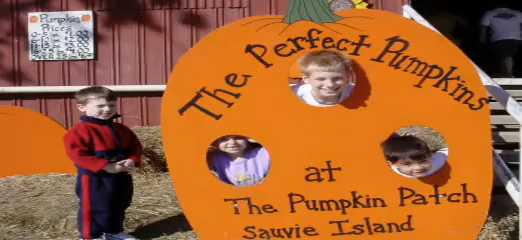 Pumpkin
Prices
The Perfect Pumpkins
at
The Pumpkin Patch
Sauvie Island